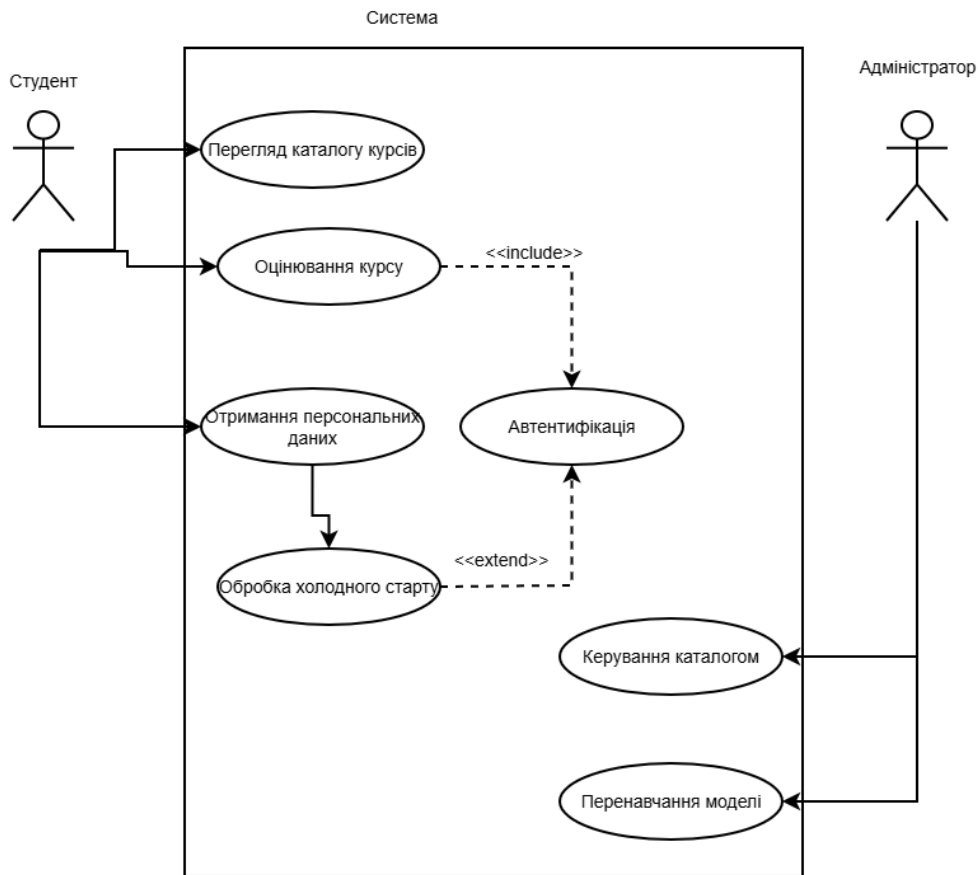 Система
Студент
Адміністратор
Перегляд каталогу курсів
Оцінювання курсу
<<include>>
Отримання персональних
даних
Автентифікація
<<extend>>
Обробка холодного старту
Керування каталогом
Перенавчання моделі